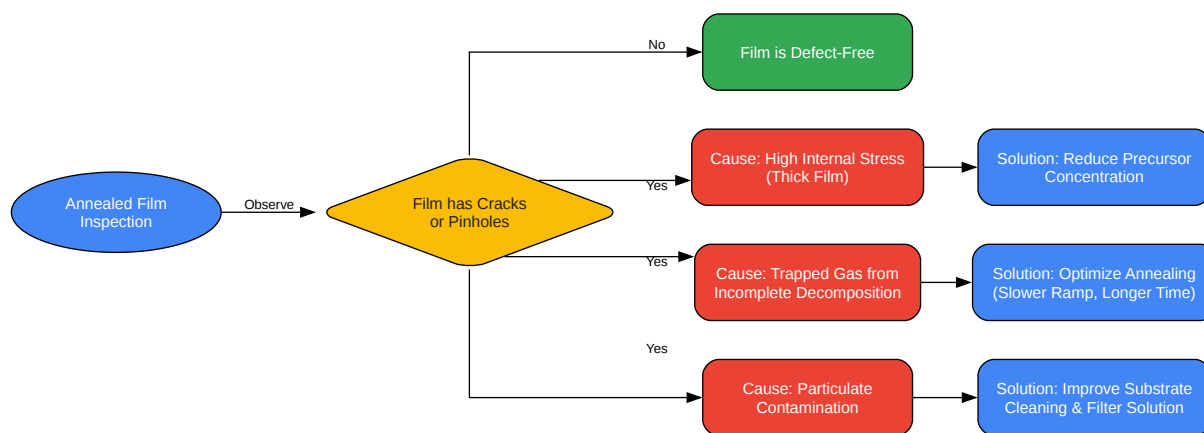 No
Film is Defect-Free
Cause: High Internal Stress
(Thick Film)
Solution: Reduce Precursor
Concentration
Yes
Annealed Film
Inspection
Observe
Film has Cracks
or Pinholes
Yes
Cause: Trapped Gas from
Incomplete Decomposition
Solution: Optimize Annealing
(Slower Ramp, Longer Time)
Yes
Cause: Particulate
Contamination
Solution: Improve Substrate
Cleaning & Filter Solution